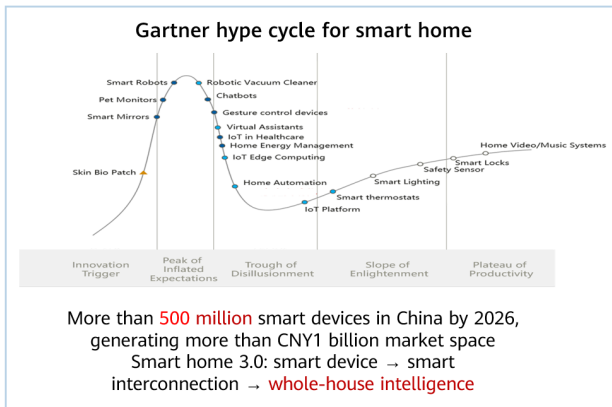 Gartner hype cycle for smart home
Smart Robots
Robotic Vacuum Cleaner
Pet Monitors
Chatbots
Smart Mirrors
Gesture control devices
Virtual Assistants
IoT in Healthcare
Home Energy Management
IoT Edge Computing
Skin Bio Patch
Home Automation
IoT Platform
Smart thermostats
Smart Lighting
Safety Sensor
Smart Locks
Home Video/Music Systems
Innovation
Trigger
Peak of
Inflated
Expectations
Trough of
Disillusionment
Slope of
Enlightenment
Plateau of
Productivity
More than 500 million smart devices in China by 2026,
generating more than CNY1 billion market space
Smart home 3.0: smart device → smart
interconnection → whole-house intelligence